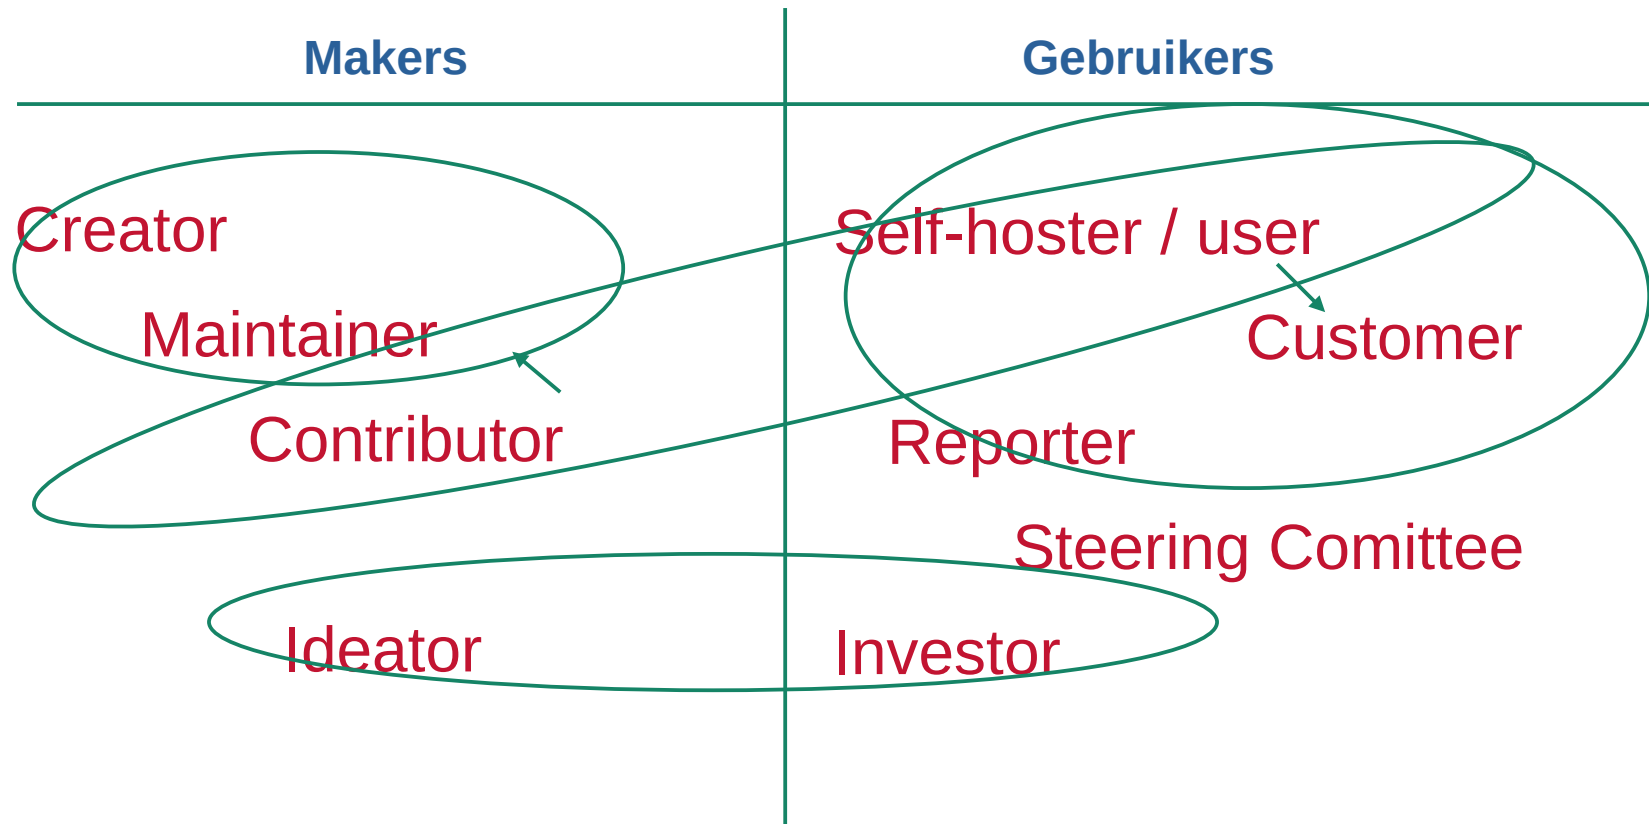 Makers
Gebruikers
Creator
Self-hoster / user
Maintainer
Customer
Contributor
Reporter
Steering Comittee
Ideator
Investor